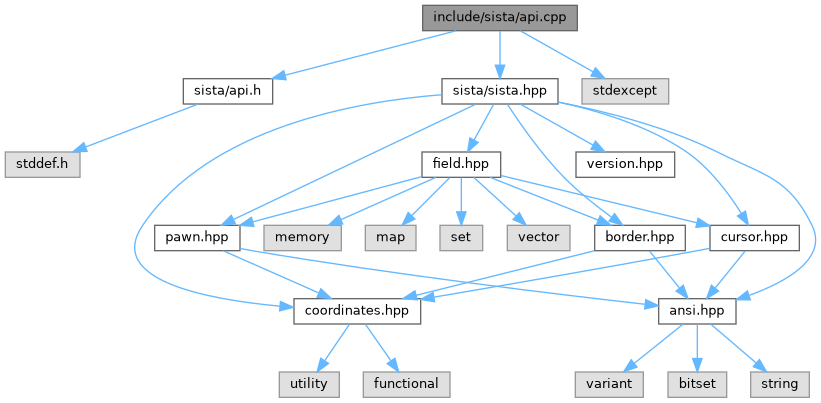 include/sista/api.cpp
sista/api.h
sista/sista.hpp
stdexcept
stddef.h
field.hpp
version.hpp
pawn.hpp
memory
map
set
vector
border.hpp
cursor.hpp
coordinates.hpp
ansi.hpp
utility
functional
variant
bitset
string